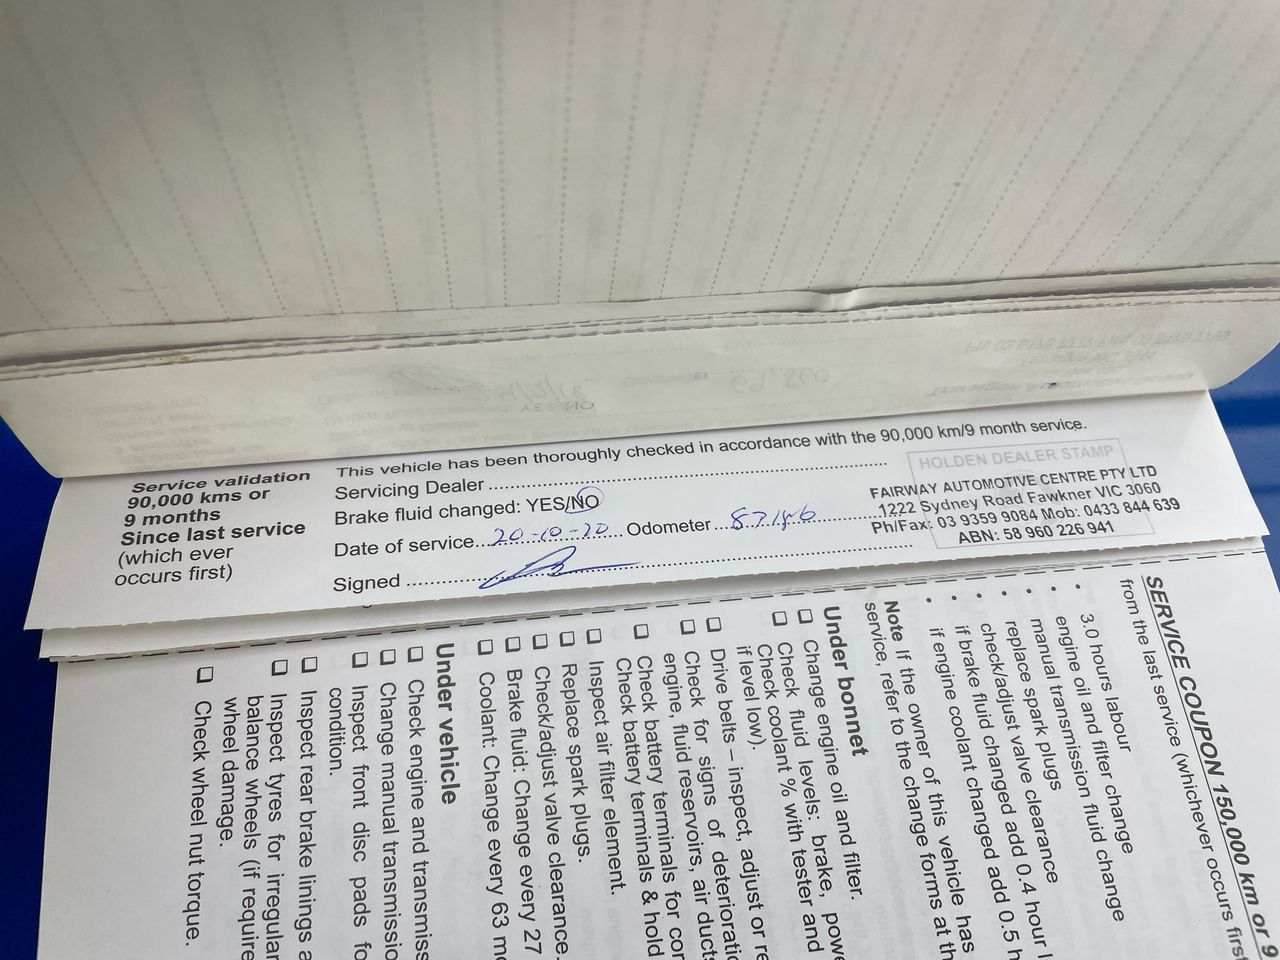 Service validation
90,000 kms or
9 months
Since last service
(which ever
occurs first)
This vehicle has been thoroughly checked in accordance with the 90,000 km/9 month service.
Servicing Dealer
Brake fluid changed: YES/NO
Date of service 20-10-20 Odometer
Signed
HOLDEN DEALER STAMP
FAIRWAY AUTOMOTIVE CENTRE PTY LTD
1222 Sydney Road Fawkner VIC 3060
Ph/Fax: 03 9359 9084 Mob: 0433 844 639
ABN: 58 960 226 941
SERVICE COUPON 150,000 km or 9
from the last service (whichever occurs first
• 3.0 hours labour
• engine oil and filter change
• manual transmission fluid change
• replace spark plugs
• check/adjust valve clearance
• if brake fluid changed add 0.4 hour
• if engine coolant changed add 0.5 h
Note If the owner of this vehicle has
service, refer to the change forms at th
Under bonnet
❑ Change engine oil and filter.
❑ Check fluid levels: brake, powe
Check coolant % with tester and
if level low).
❑ Drive belts – inspect, adjust or re
❑ Check for signs of deteriorati
engine, fluid reservoirs, air duct
❑ Check battery terminals for cor
Check battery terminals & hold
❑ Inspect air filter element.
❑ Replace spark plugs.
❑ Check/adjust valve clearance.
❑ Brake fluid: Change every 27
❑ Coolant: Change every 63 m
Under vehicle
❑ Check engine and transmis
❑ Change manual transmissio
❑ Inspect front disc pads fo
condition.
❑ Inspect rear brake linings a
❑ Inspect tyres for irregular
balance wheels (if require
wheel damage.
❑ Check wheel nut torque.